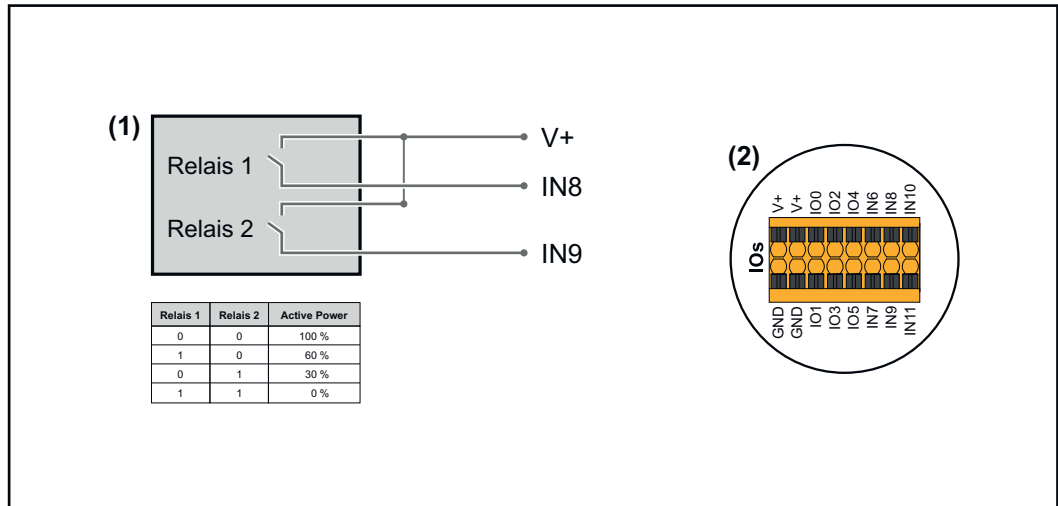 (1)
Relais 1
Relais 2
V+
IN8
IN9
Relais 1 Relais 2 Active Power
0 0 100 %
1 0 60 %
0 1 30 %
1 1 0 %
(2)
V+ V+ IO0 IO2 IO4 IN6 IN8 IN10
IOs
GND GND IO1 IO3 IO5 IN7 IN9 IN11